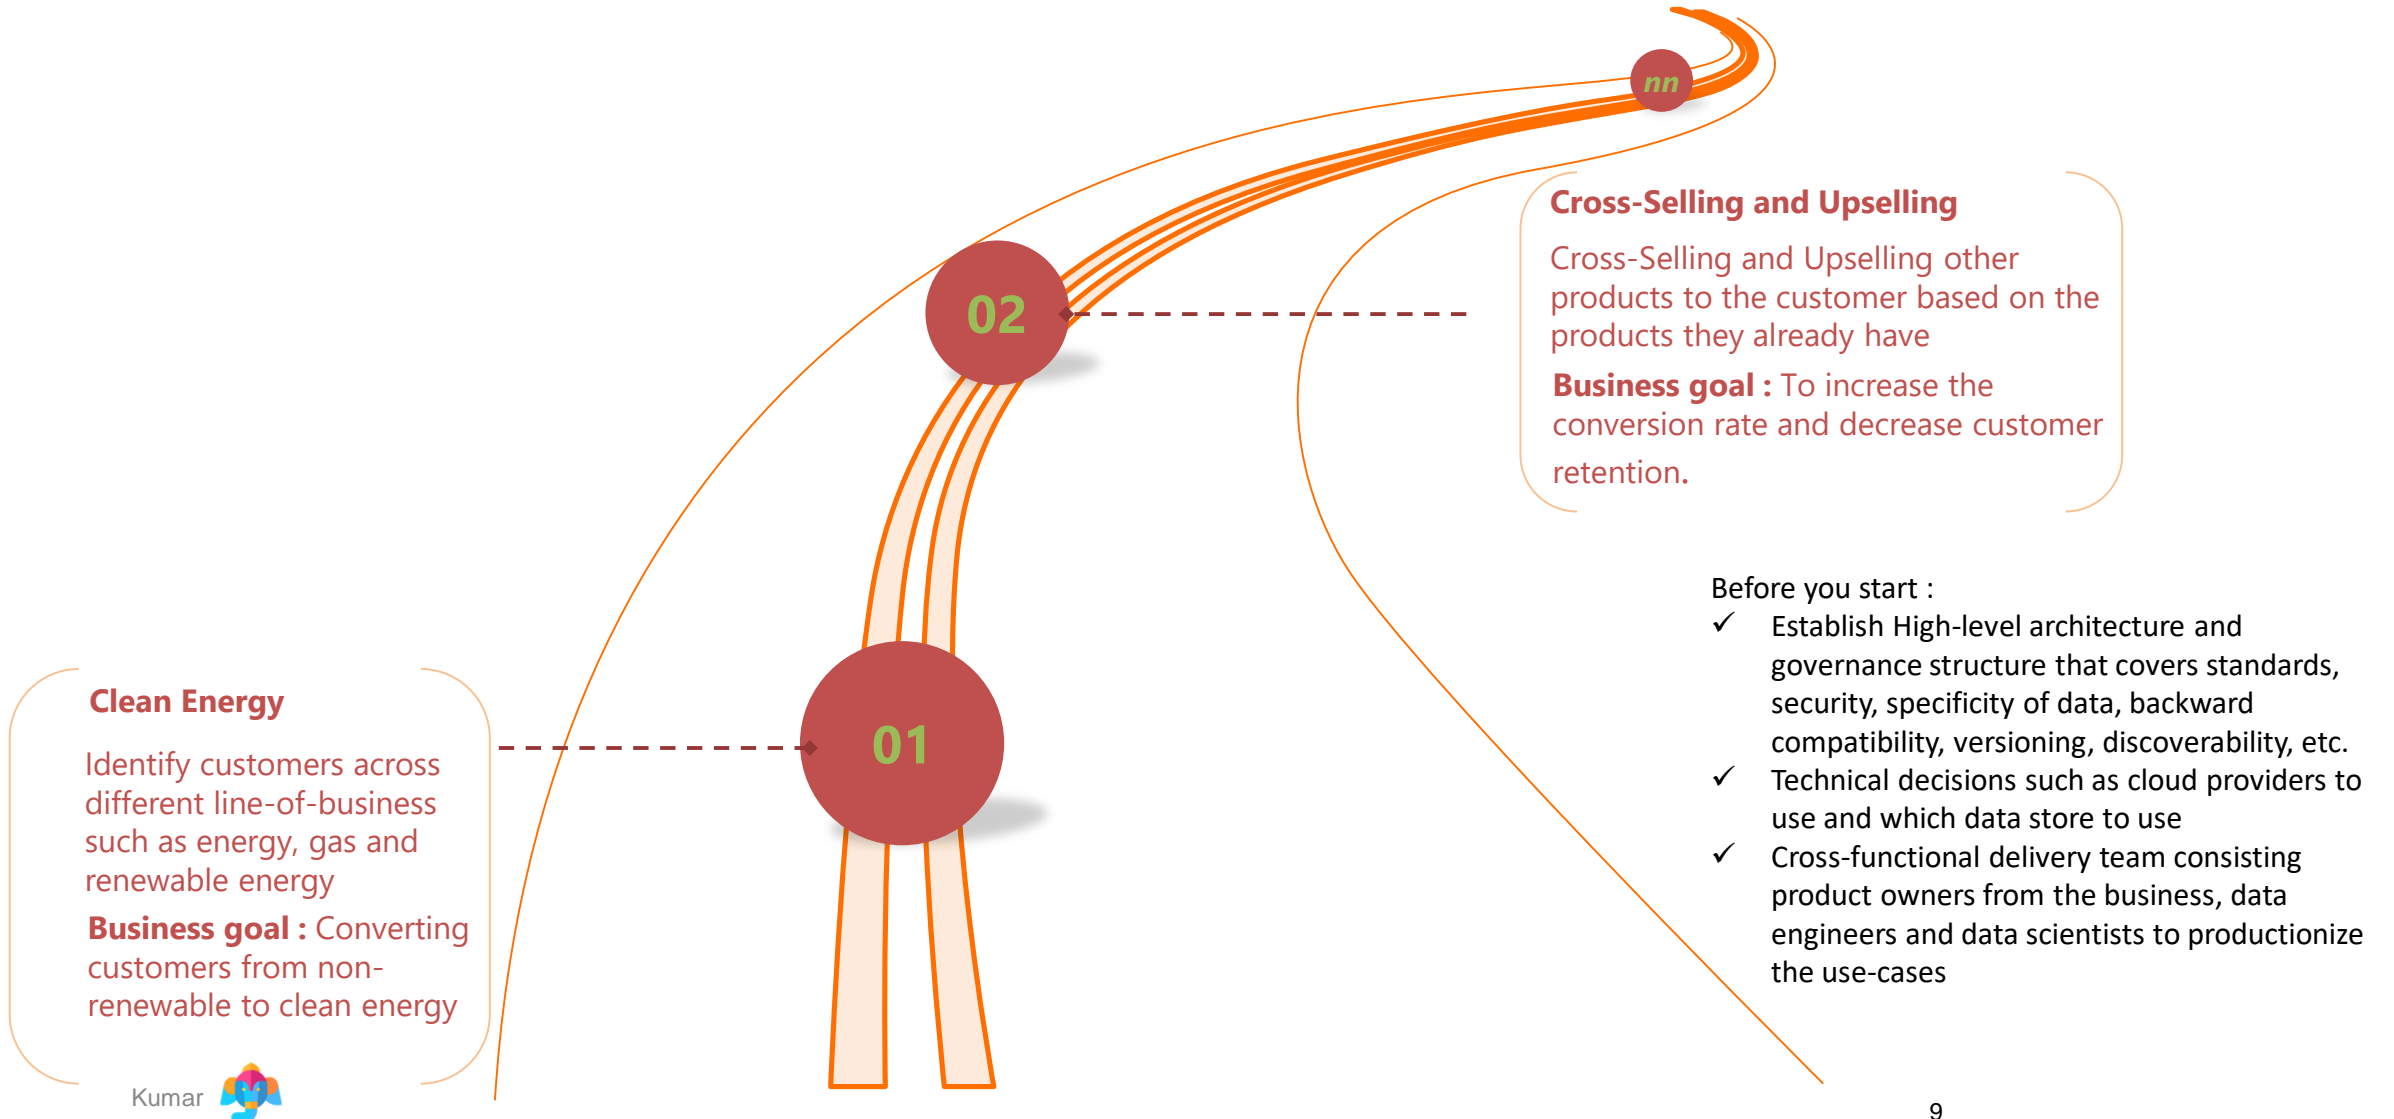 nn
Cross-Selling and Upselling
Cross-Selling and Upselling other
products to the customer based on the
products they already have
Business goal : To increase the
conversion rate and decrease customer
retention.
02
Before you start :
✓ Establish High-level architecture and
governance structure that covers standards,
security, specificity of data, backward
compatibility, versioning, discoverability, etc.
✓ Technical decisions such as cloud providers to
use and which data store to use
✓ Cross-functional delivery team consisting
product owners from the business, data
engineers and data scientists to productionize
the use-cases
01
Clean Energy
Identify customers across
different line-of-business
such as energy, gas and
renewable energy
Business goal : Converting
customers from non-
renewable to clean energy
Kumar
9